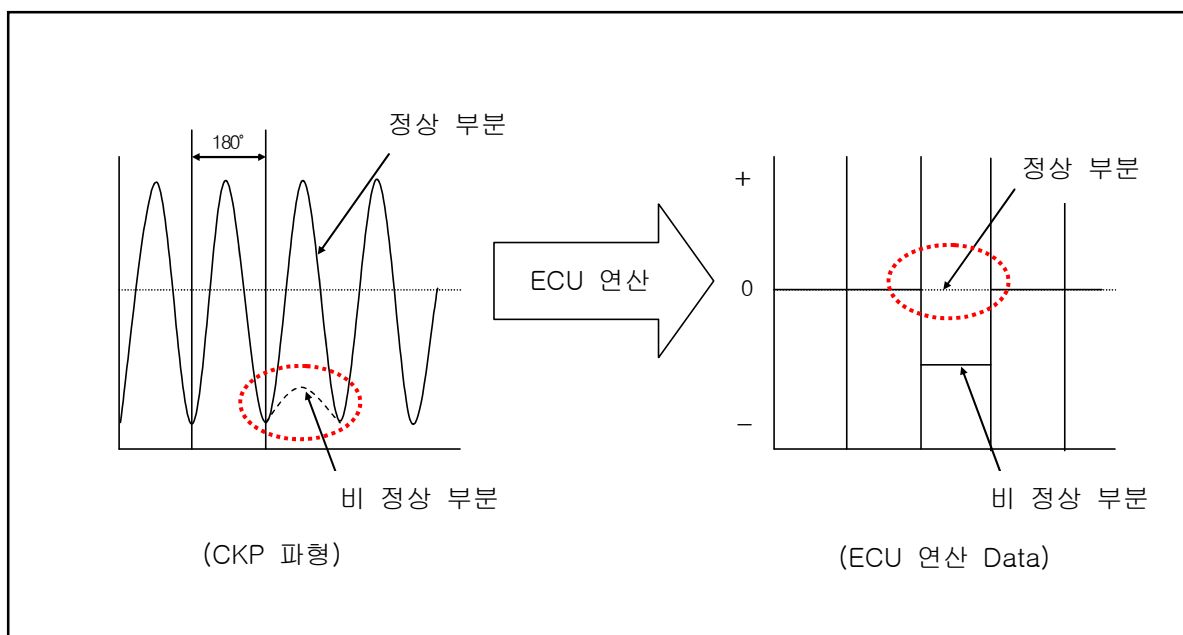 정상 부분
180°
정상 부분
+
ECU 연산
0
−
비 정상 부분
비 정상 부분
(CKP 파형)
(ECU 연산 Data)